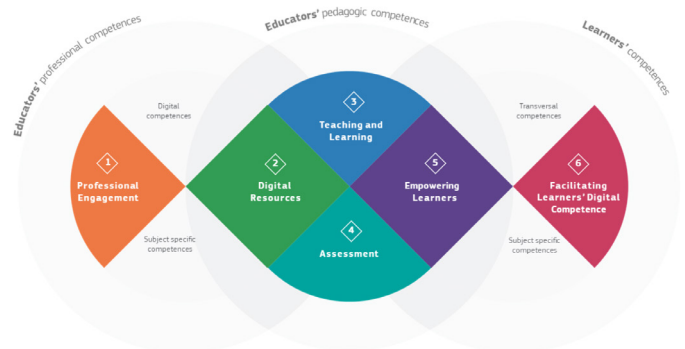 Educators' professional competences
Educators' pedagogic competences
Learners' competences
Digital
competences
Transversal
competences
3
Teaching and
Learning
1
Professional
Engagement
2
Digital
Resources
5
Empowering
Learners
6
Facilitating
Learners' Digital
Competence
4
Assessment
Subject specific
competences
Subject specific
competences